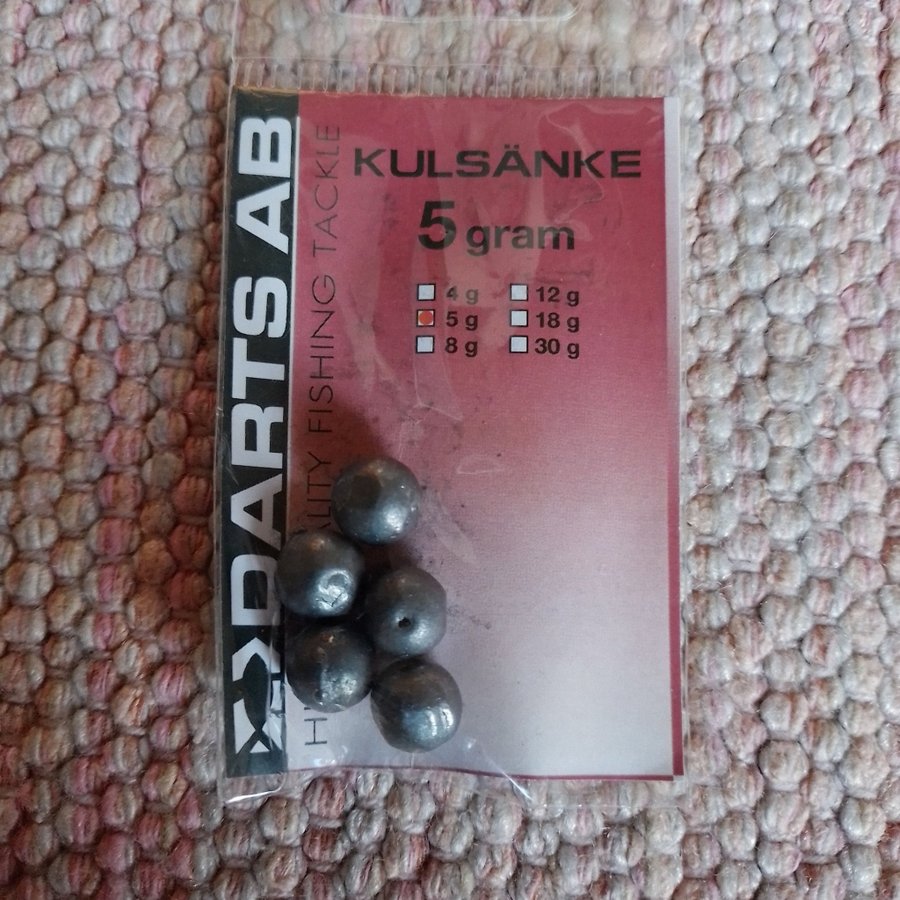 KULSÄNKE
5 gram
4 g
5 g
8 g
12 g
18 g
30 g
DARTS AB
FISHING TACKLE